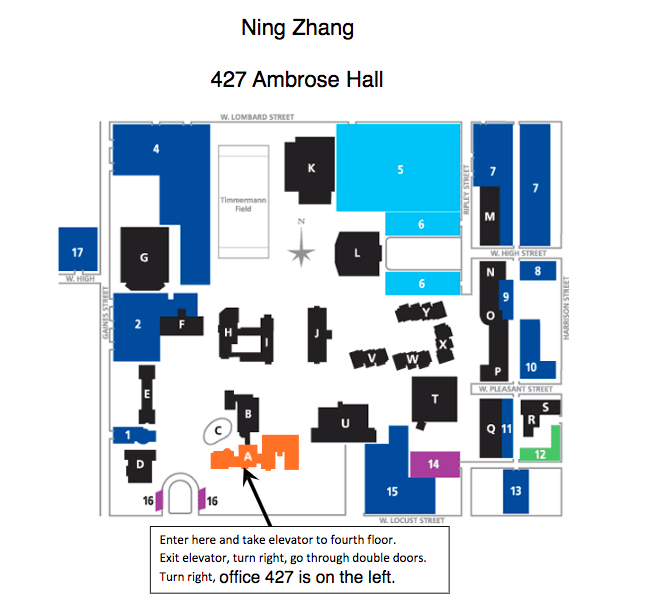 Ning Zhang
427 Ambrose Hall
W. LOMBARD STREET
4
K
5
7
7
Timmermann
Field
RIPLEY STREET
M
N
6
17
G
L
W. HIGH STREET
W. HIGH
6
N
8
GAINES STREET
9
HARRISON STREET
2
F
H
I
J
Y
O
V
W
X
P
10
E
W. PLEASANT STREET
T
B
C
U
S
R
Q
11
1
A
D
14
12
15
13
16
16
W. LOCUST STREET
Enter here and take elevator to fourth floor.
Exit elevator, turn right, go through double doors.
Turn right, office 427 is on the left.